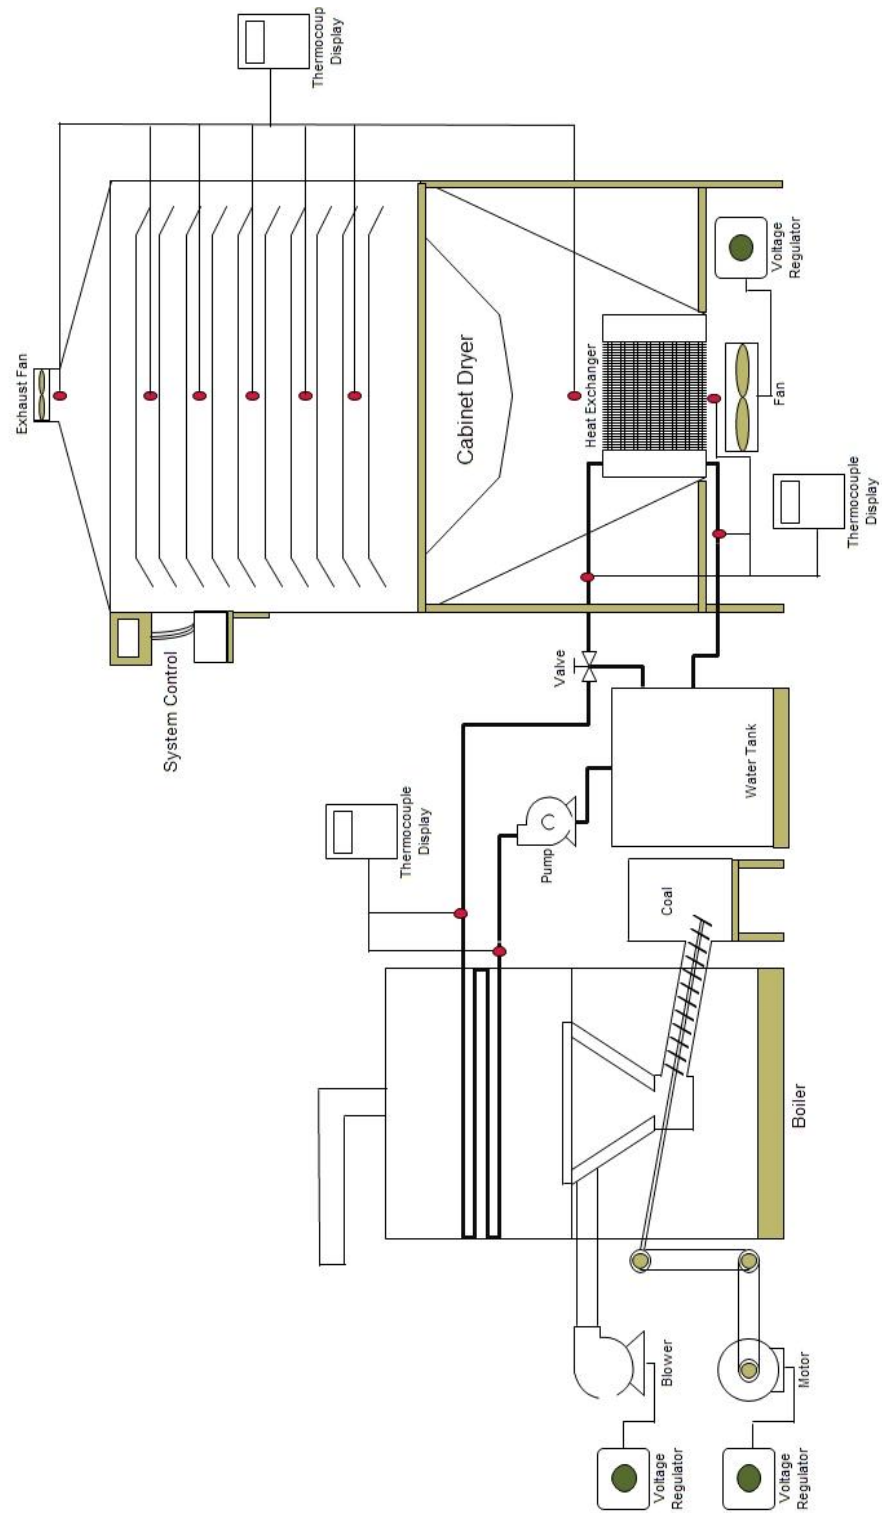 Exhaust Fan
System Control
Thermocoup
Display
Thermocouple
Display
Cabinet Dryer
Pump
Valve
Heat Exchanger
Voltage
Regulator
Blower
Coal
Water Tank
Voltage
Regulator
Motor
Boiler
Fan
Voltage
Regulator
Thermocouple
Display